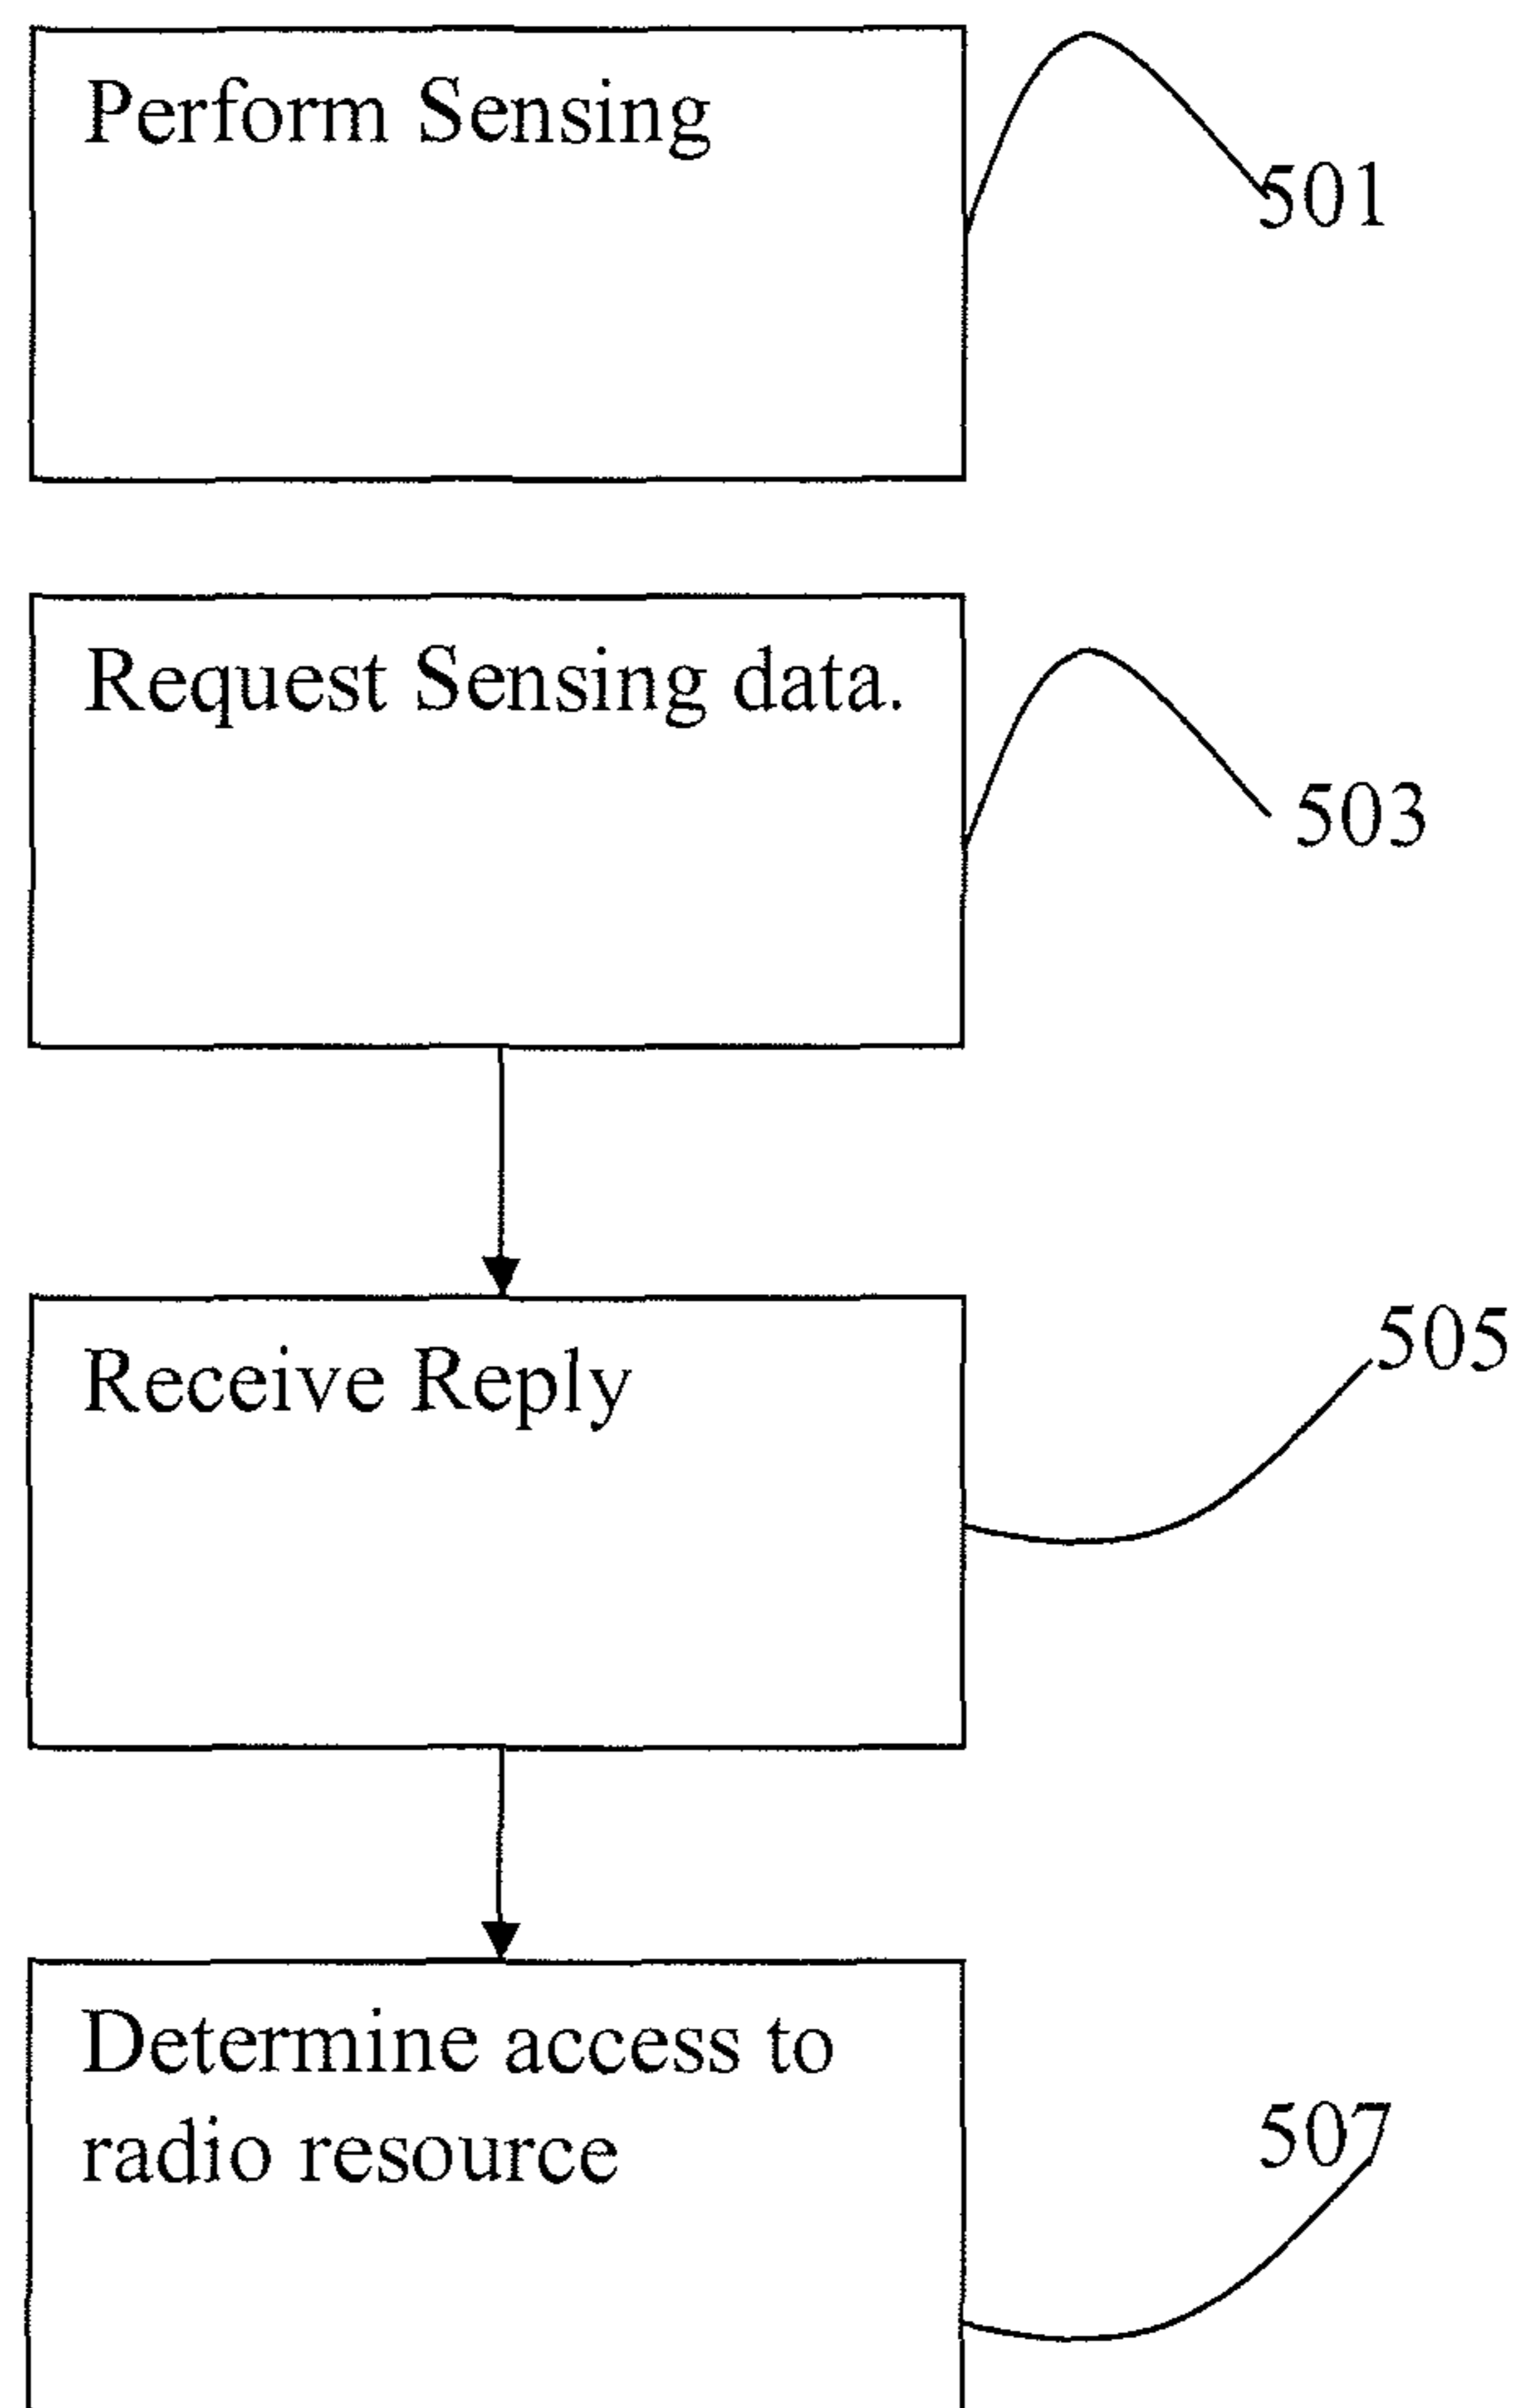 Perform Sensing
501
Request Sensing data.
503
Receive Reply
505
Determine access to
radio resource
507